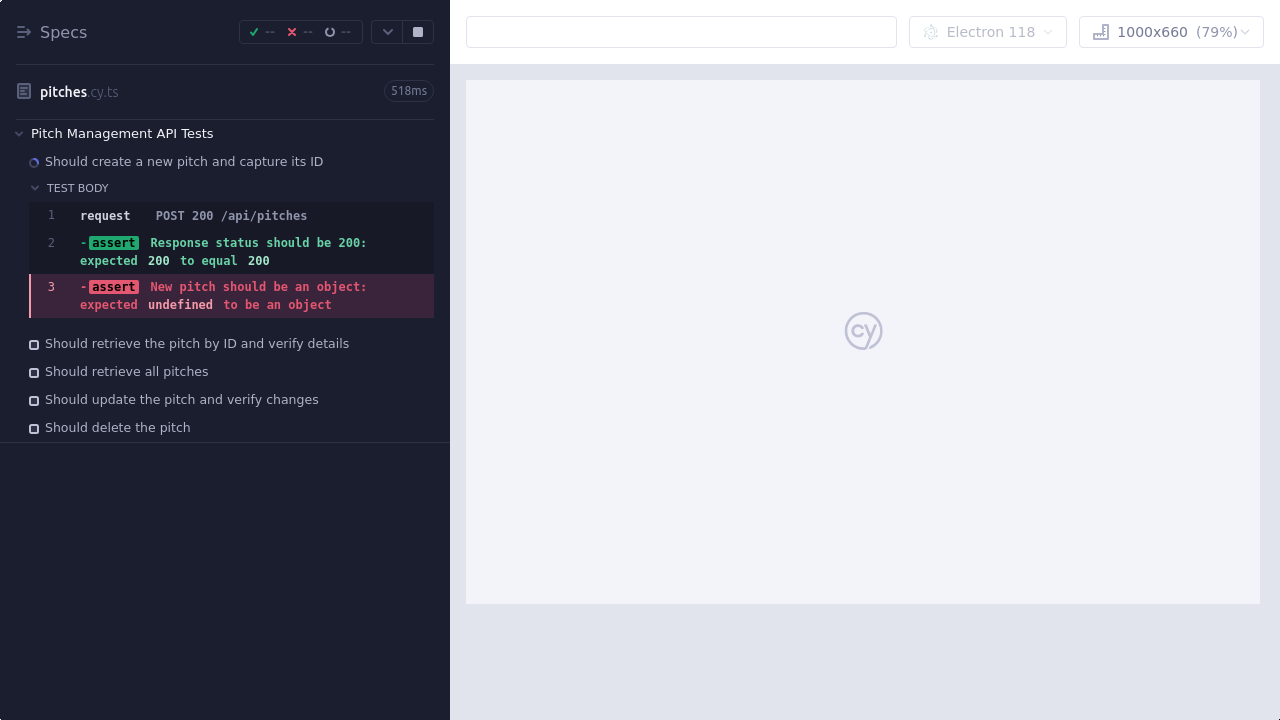 Specs
-- -- --
Electron 118
1000x660 (79%)
pitches.cy.ts
518ms
Pitch Management API Tests
Should create a new pitch and capture its ID
TEST BODY
1 request POST 200 /api/pitches
2 -assert Response status should be 200:
expected 200 to equal 200
3 -assert New pitch should be an object:
expected undefined to be an object
Should retrieve the pitch by ID and verify details
Should retrieve all pitches
Should update the pitch and verify changes
Should delete the pitch
cy